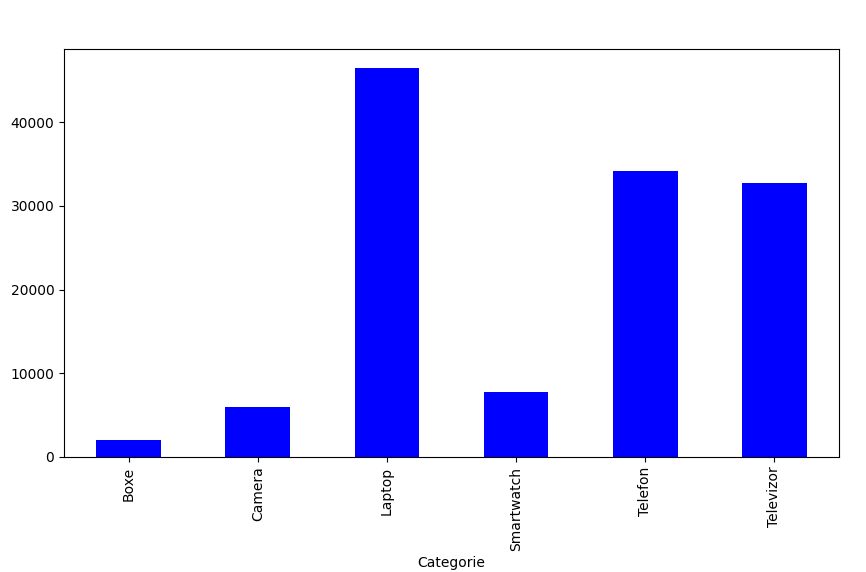 40000
30000
20000
10000
0
Boxe
Camera
Laptop
Smartwatch
Telefon
Televizor
Categorie